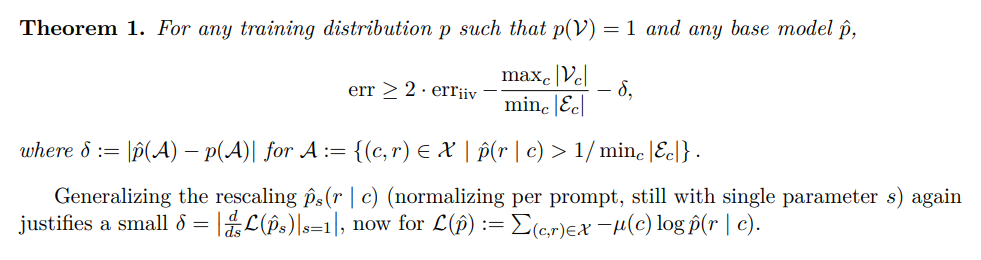 Theorem 1. For any training distribution p such that p(𝒱) = 1 and any base model p̂,
err ≥ 2 · err_iiv − max_c |𝒱_c| / min_c |ℰ_c| − δ,
where δ := |p̂(𝒜) − p(𝒜)| for 𝒜 := {(c, r) ∈ 𝒳 | p̂(r | c) > 1/ min_c |ℰ_c|} .
Generalizing the rescaling p̂_s(r | c) (normalizing per prompt, still with single parameter s) again
justifies a small δ = |d/ds ℒ(p̂_s)|_{s=1}|, now for ℒ(p̂) := ∑_{(c,r)∈𝒳} −μ(c) log p̂(r | c).